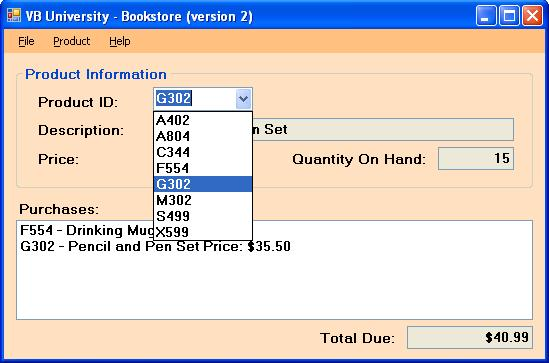 VB University - Bookstore (version 2)
File Product Help
Product Information
Product ID: G302
A402
A804
C344
F554
G302
M302
S499
X599
Description: Set
Price: Quantity On Hand: 15
Purchases:
F554 - Drinking
G302 - Pencil and Pen Set Price: $35.50
Total Due: $40.99